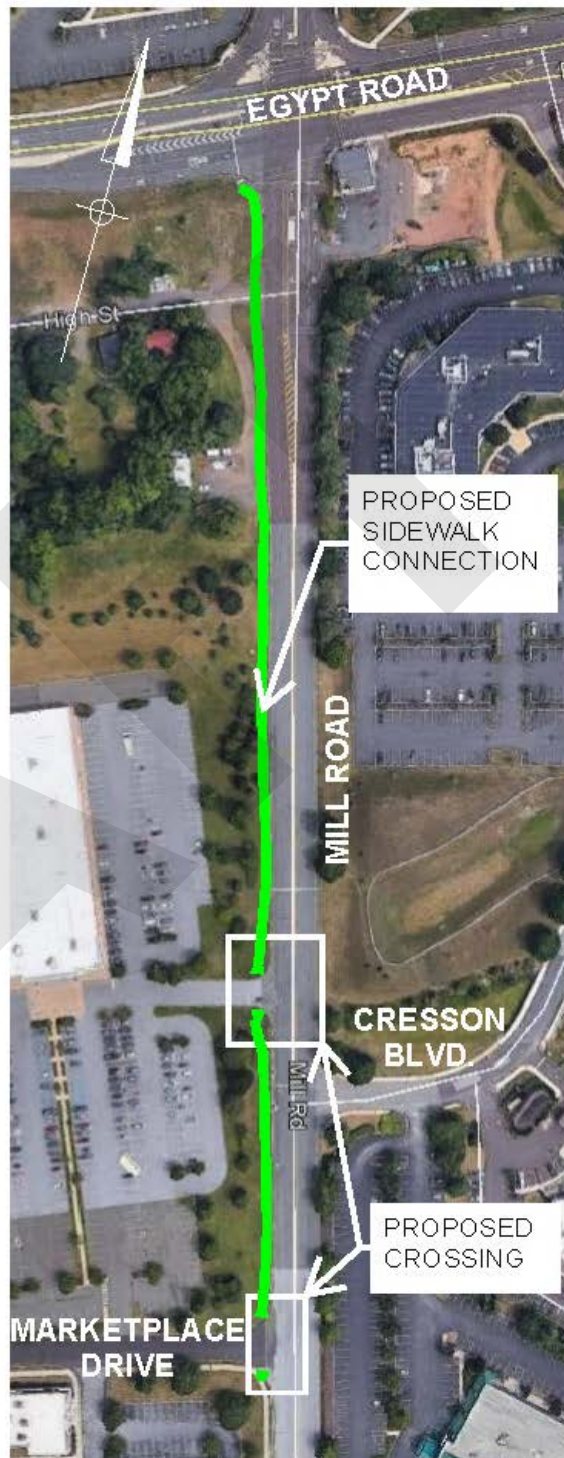 EGYPT ROAD
High St
PROPOSED
SIDEWALK
CONNECTION
MILL ROAD
CRESSON
BLVD.
Mill Rd
PROPOSED
CROSSING
MARKETPLACE
DRIVE